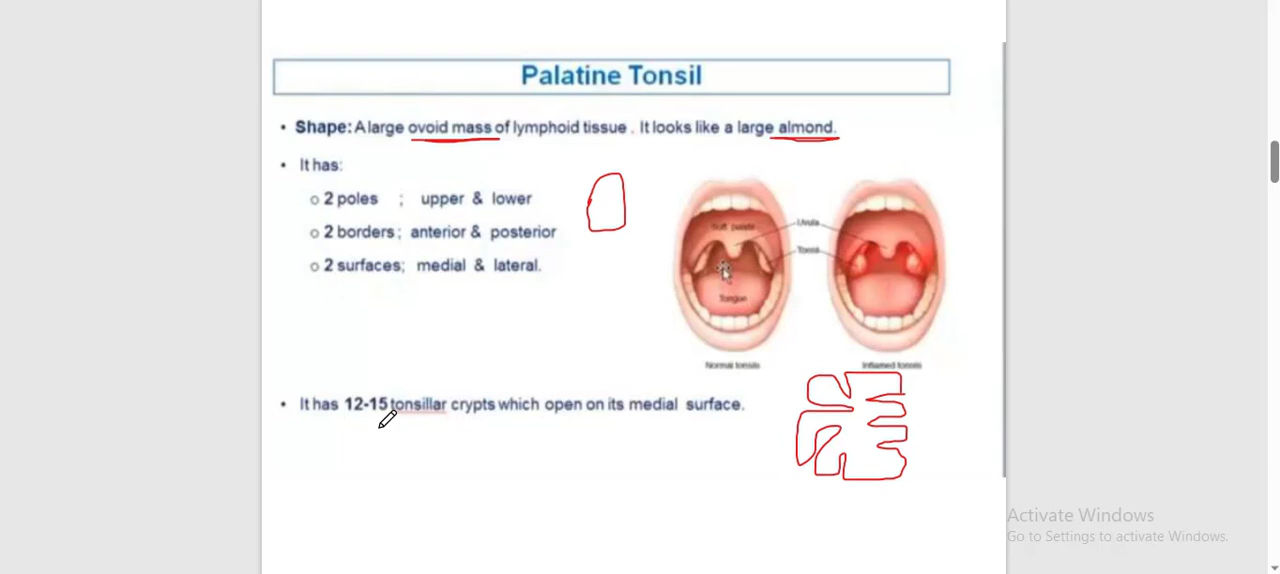 Palatine Tonsil
• Shape: A large ovoid mass of lymphoid tissue . It looks like a large almond.
• It has:
o 2 poles ; upper & lower
o 2 borders; anterior & posterior
o 2 surfaces; medial & lateral.
Soft palate
Uvula
Tonsil
Tongue
Normal tonsils
Inflamed tonsils
• It has 12-15 tonsillar crypts which open on its medial surface.
Activate Windows
Go to Settings to activate Windows.